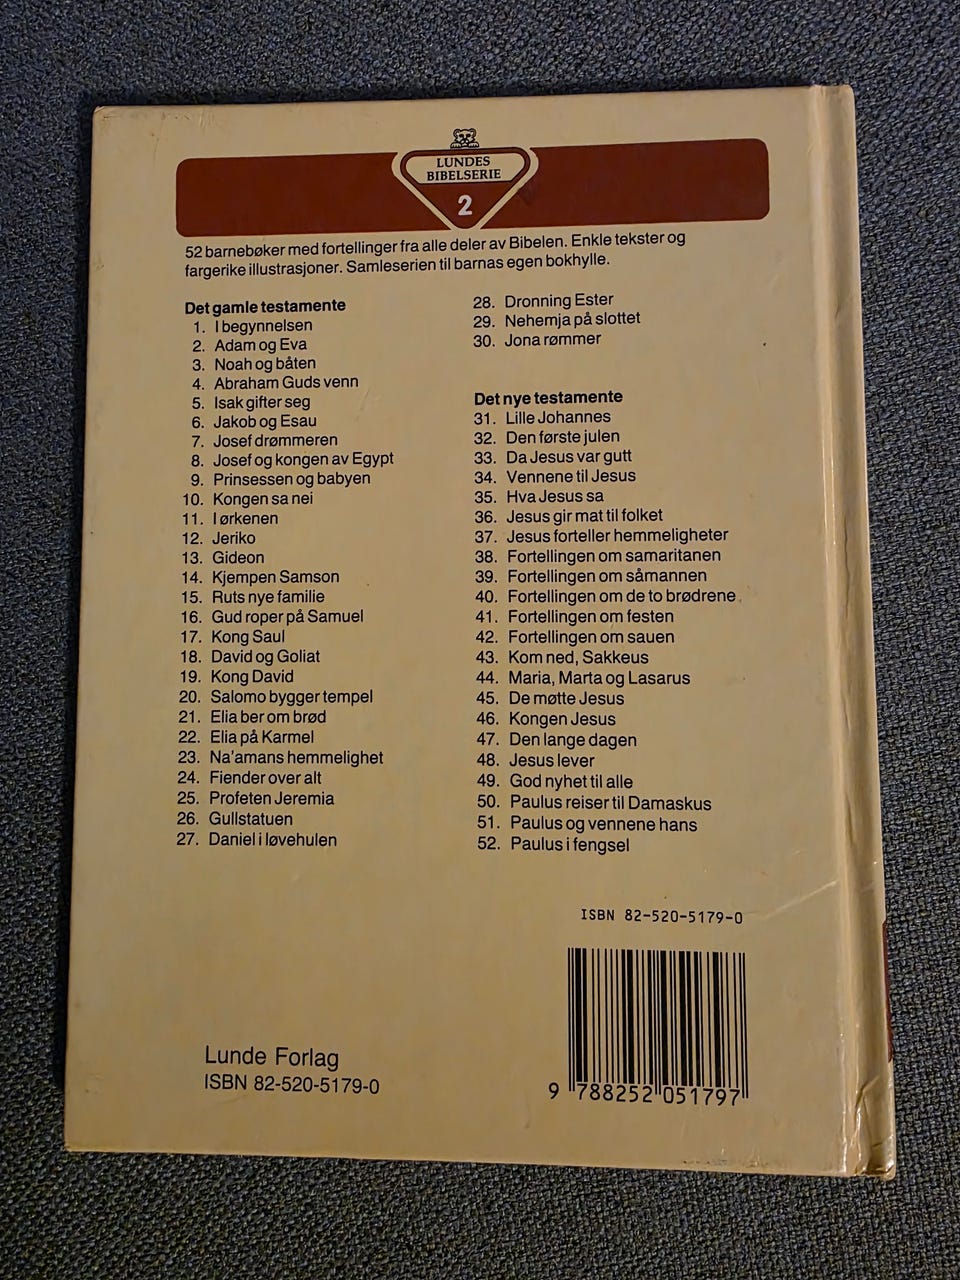 LUNDES
BIBELSERIE
2
52 barnebøker med fortellinger fra alle deler av Bibelen. Enkle tekster og
fargerike illustrasjoner. Samleserien til barnas egen bokhylle.
Det gamle testamente
1. I begynnelsen
2. Adam og Eva
3. Noah og båten
4. Abraham Guds venn
5. Isak gifter seg
6. Jakob og Esau
7. Josef drømmeren
8. Josef og kongen av Egypt
9. Prinsessen og babyen
10. Kongen sa nei
11. I ørkenen
12. Jeriko
13. Gideon
14. Kjempen Samson
15. Ruts nye familie
16. Gud roper på Samuel
17. Kong Saul
18. David og Goliat
19. Kong David
20. Salomo bygger tempel
21. Elia ber om brød
22. Elia på Karmel
23. Na'amans hemmelighet
24. Fiender over alt
25. Profeten Jeremia
26. Gullstatuen
27. Daniel i løvehulen
28. Dronning Ester
29. Nehemja på slottet
30. Jona rømmer
Det nye testamente
31. Lille Johannes
32. Den første julen
33. Da Jesus var gutt
34. Vennene til Jesus
35. Hva Jesus sa
36. Jesus gir mat til folket
37. Jesus forteller hemmeligheter
38. Fortellingen om samaritanen
39. Fortellingen om såmannen
40. Fortellingen om de to brødrene
41. Fortellingen om festen
42. Fortellingen om sauen
43. Kom ned, Sakkeus
44. Maria, Marta og Lasarus
45. De møtte Jesus
46. Kongen Jesus
47. Den lange dagen
48. Jesus lever
49. God nyhet til alle
50. Paulus reiser til Damaskus
51. Paulus og vennene hans
52. Paulus i fengsel
ISBN 82-520-5179-0
9 788252 051797
Lunde Forlag
ISBN 82-520-5179-0